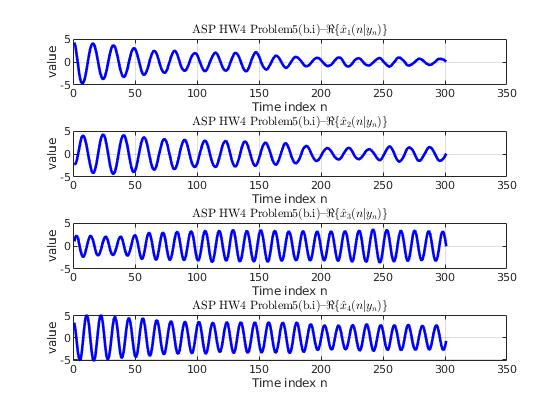 ASP HW4 Problem5(b.i)–ℜ{x̂₁(n|yₙ)}
5
0
-5
value
0 50 100 150 200 250 300 350
Time index n
ASP HW4 Problem5(b.i)–ℜ{x̂₂(n|yₙ)}
5
0
-5
value
0 50 100 150 200 250 300 350
Time index n
ASP HW4 Problem5(b.i)–ℜ{x̂₃(n|yₙ)}
5
0
-5
value
0 50 100 150 200 250 300 350
Time index n
ASP HW4 Problem5(b.i)–ℜ{x̂₄(n|yₙ)}
5
0
-5
value
0 50 100 150 200 250 300 350
Time index n